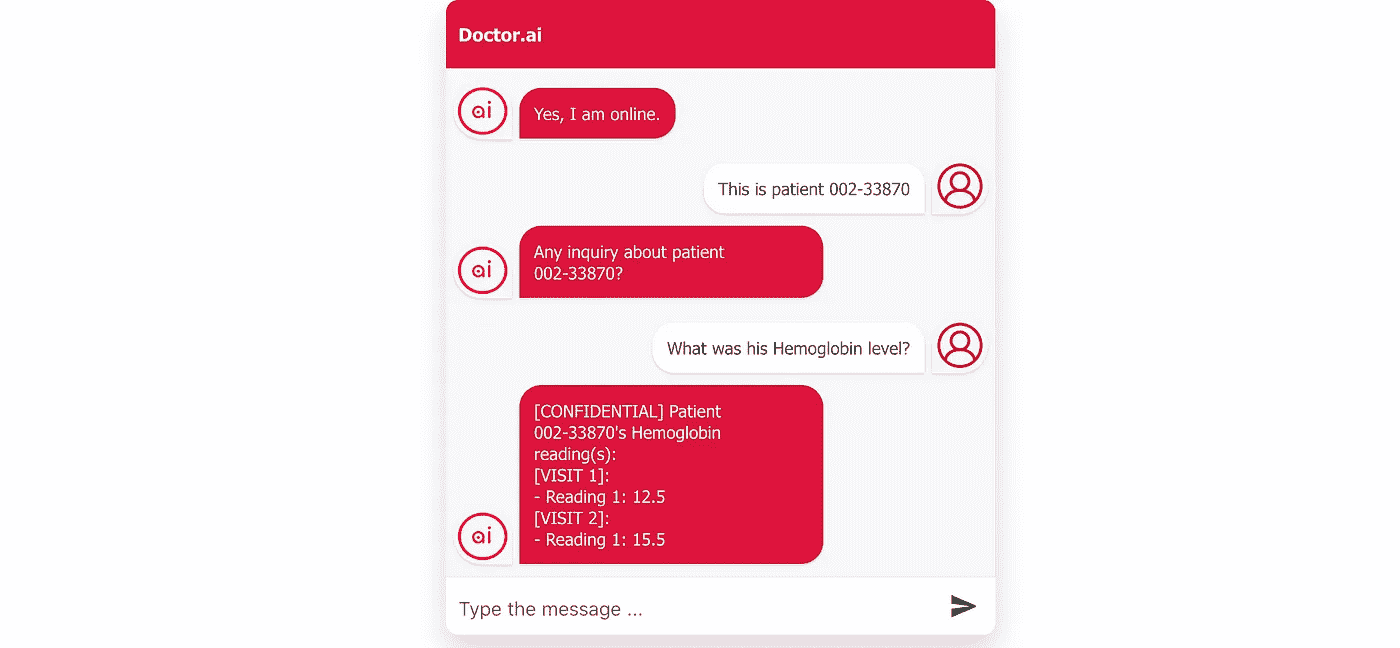 Doctor.ai
ai
Yes, I am online.
This is patient 002-33870
Any inquiry about patient
002-33870?
ai
What was his Hemoglobin level?
[CONFIDENTIAL] Patient
002-33870's Hemoglobin
reading(s):
[VISIT 1]:
- Reading 1: 12.5
[VISIT 2]:
- Reading 1: 15.5
ai
Type the message ...